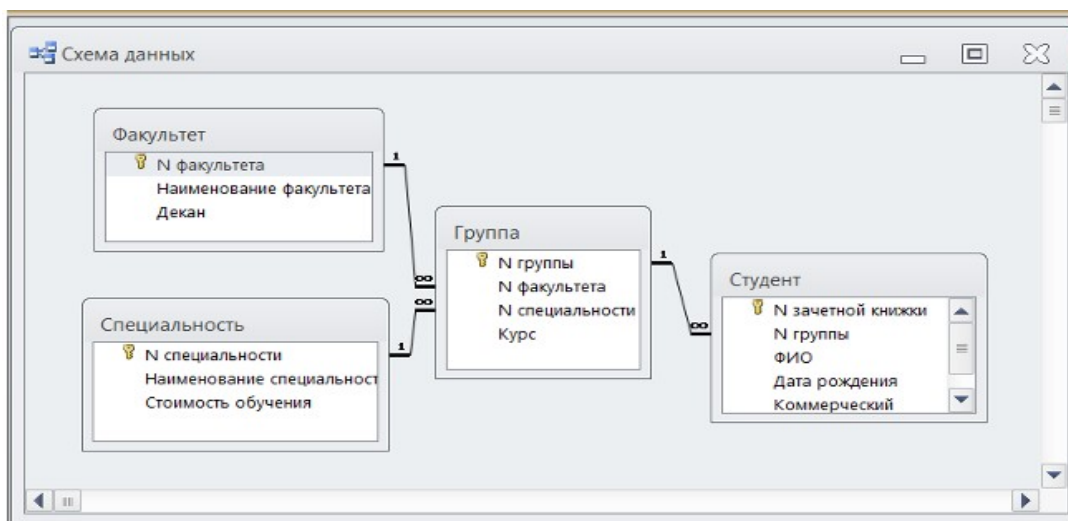 Схема данных
Факультет
N факультета
Наименование факультета
Декан
1
∞
Специальность
N специальности
Наименование специальност
Стоимость обучения
1
∞
Группа
N группы
N факультета
N специальности
Курс
1
∞
Студент
N зачетной книжки
N группы
ФИО
Дата рождения
Коммерческий